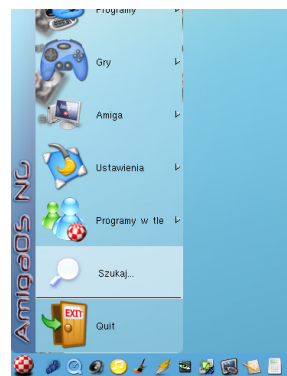 Programy
Gry
Amiga
Ustawienia
Programy w tle
Szukaj...
EXIT
Quit
AmigaOS NG